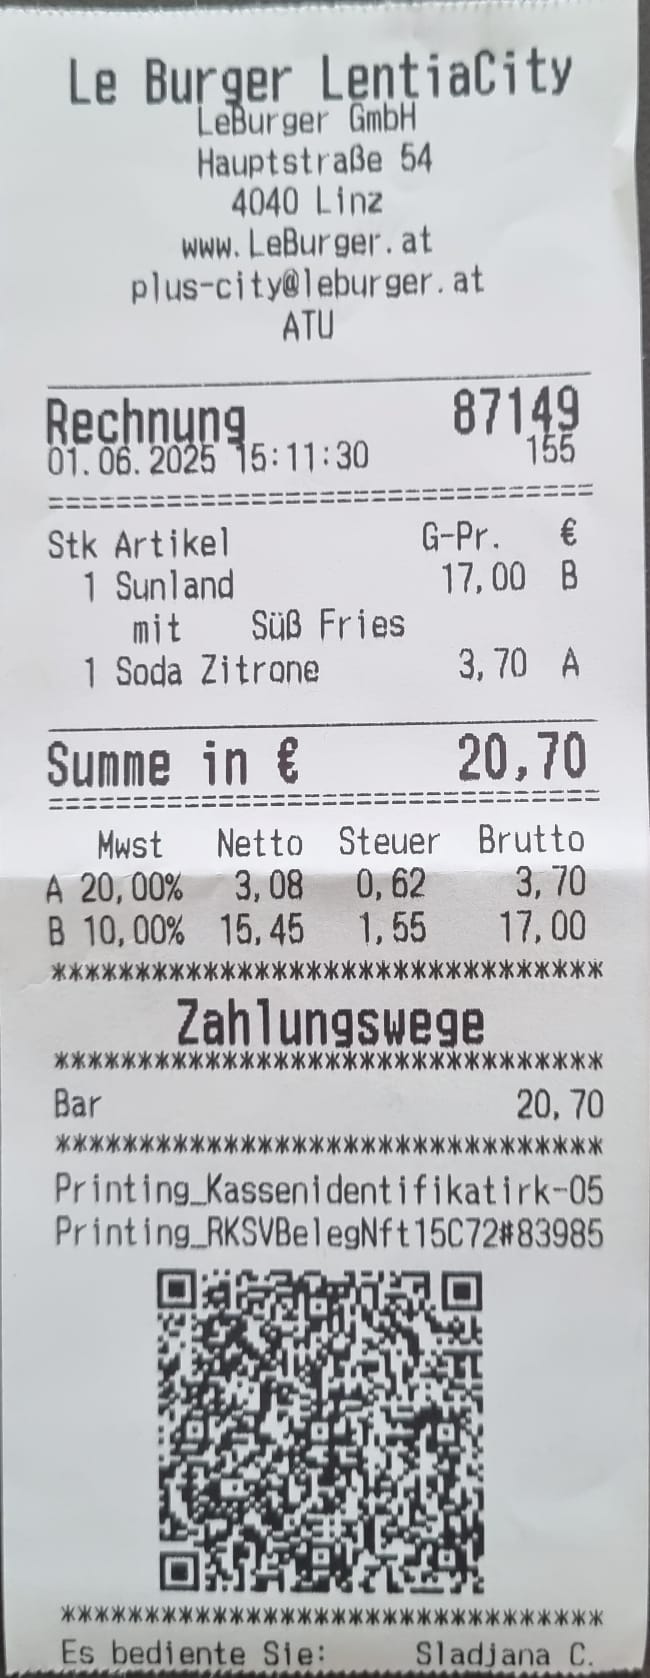 Le Burger LentiaCity
LeBurger GmbH
Hauptstraße 54
4040 Linz
www.LeBurger.at
plus-city@leburger.at
ATU
Rechnung 87149
01.06.2025 15:11:30 155
================================
Stk Artikel G-Pr. €
1 Sunland 17,00 B
mit Süß Fries
1 Soda Zitrone 3,70 A
Summe in € 20,70
================================
Mwst Netto Steuer Brutto
A 20,00% 3,08 0,62 3,70
B 10,00% 15,45 1,55 17,00
*********************************
Zahlungswege
*********************************
Bar 20,70
*********************************
Printing_Kassenidentifikatirk-05
Printing_RKSVBelegNft15C72#83985
*********************************
Es bediente Sie: Sladjana C.